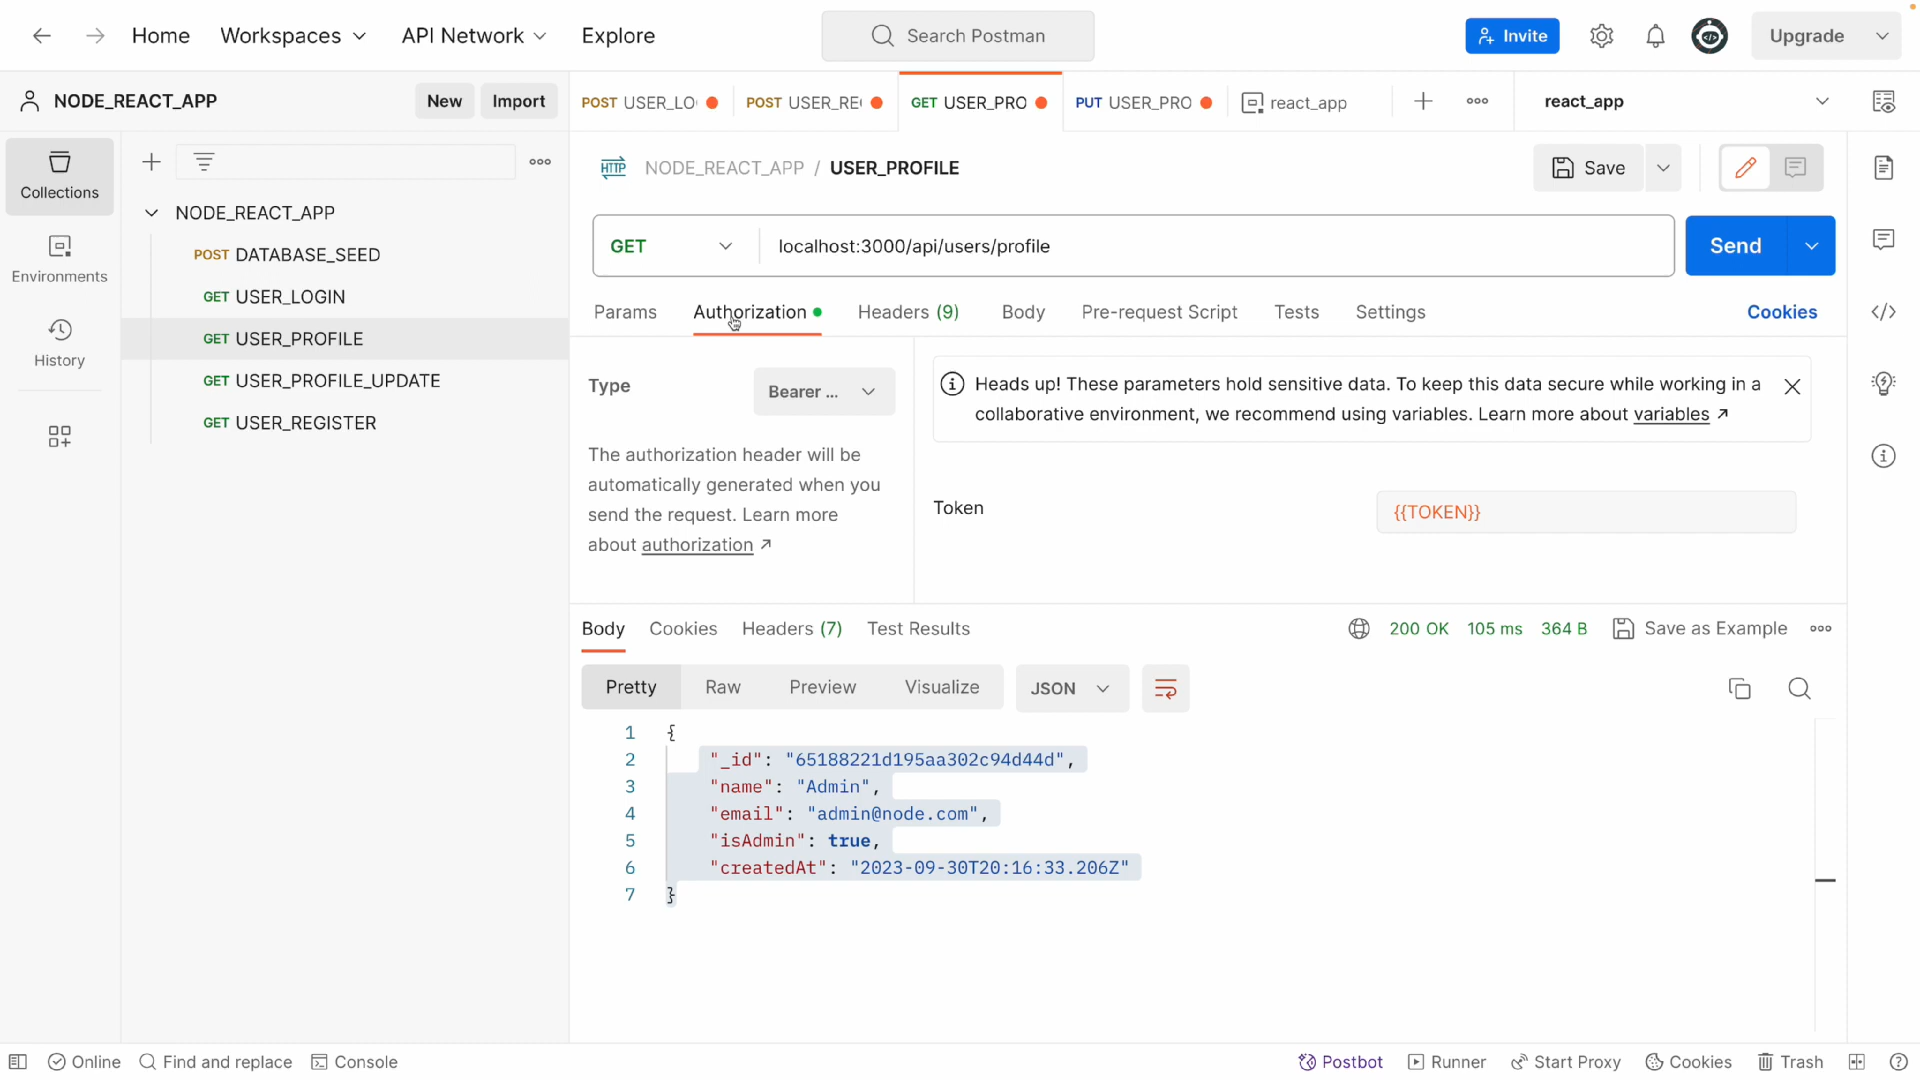 Home Workspaces API Network Explore Search Postman Invite Upgrade
NODE_REACT_APP New Import POST USER_LO POST USER_RE GET USER_PRO PUT USER_PRO react_app react_app
NODE_REACT_APP / USER_PROFILE Save
Collections
Environments
History
NODE_REACT_APP
POST DATABASE_SEED
GET USER_LOGIN
GET USER_PROFILE
GET USER_PROFILE_UPDATE
GET USER_REGISTER
HTTP
GET localhost:3000/api/users/profile Send
Params Authorization Headers (9) Body Pre-request Script Tests Settings Cookies
Type Bearer ...
The authorization header will be
automatically generated when you
send the request. Learn more
about authorization ↗
Heads up! These parameters hold sensitive data. To keep this data secure while working in a
collaborative environment, we recommend using variables. Learn more about variables ↗
Token {{TOKEN}}
Body Cookies Headers (7) Test Results 200 OK 105 ms 364 B Save as Example
Pretty Raw Preview Visualize JSON
1 {
2 "_id": "65188221d195aa302c94d44d",
3 "name": "Admin",
4 "email": "admin@node.com",
5 "isAdmin": true,
6 "createdAt": "2023-09-30T20:16:33.206Z"
7 }
Online Find and replace Console Postbot Runner Start Proxy Cookies Trash